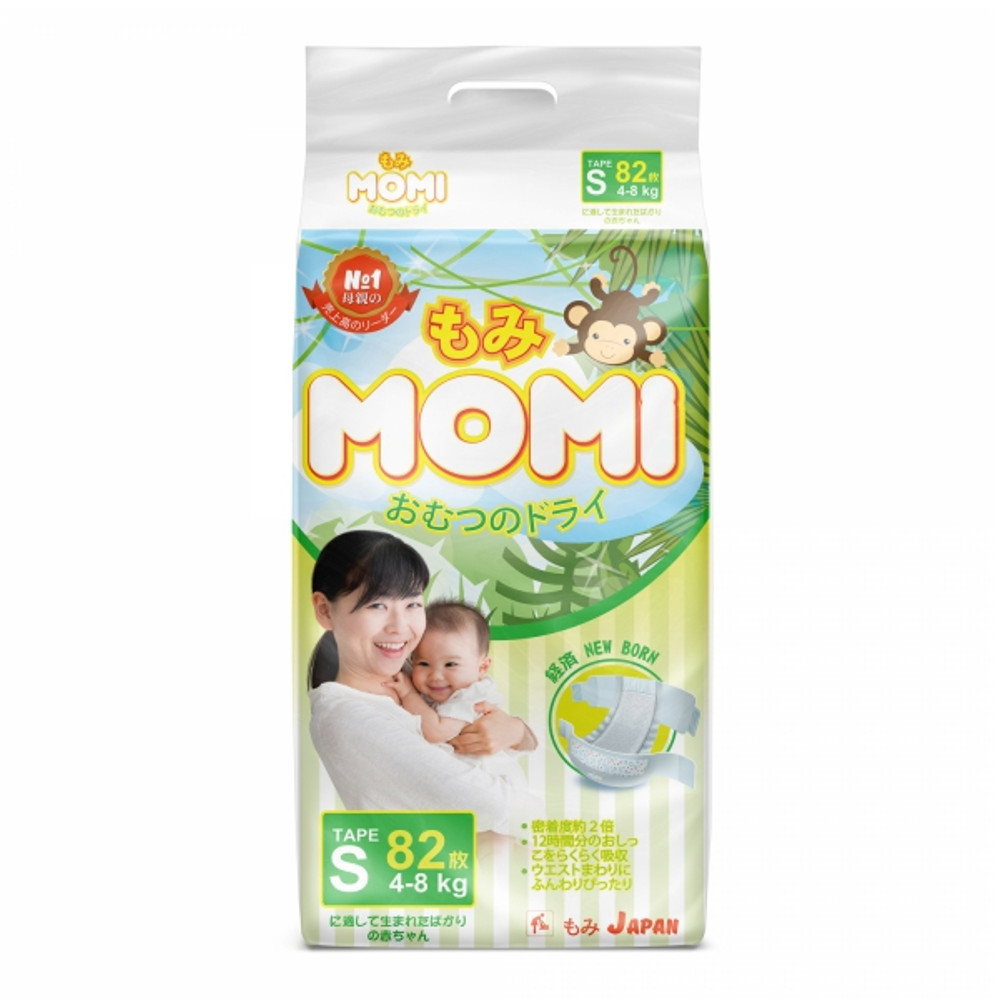 もみ
MOMI
おむつのドライ
TAPE
S
82枚
4-8 kg
に適して生まれたばかり
の赤ちゃん
№1
母親の
売上高のリーダー
もみ
MOMI
おむつのドライ
経済 NEW BORN
TAPE
S
82枚
4-8 kg
に適して生まれたばかり
の赤ちゃん
• 密着度約2倍
• 12時間分のおしっ
こをらくらく吸収
• ウエストまわりに
ふんわりぴったり
もみ JAPAN